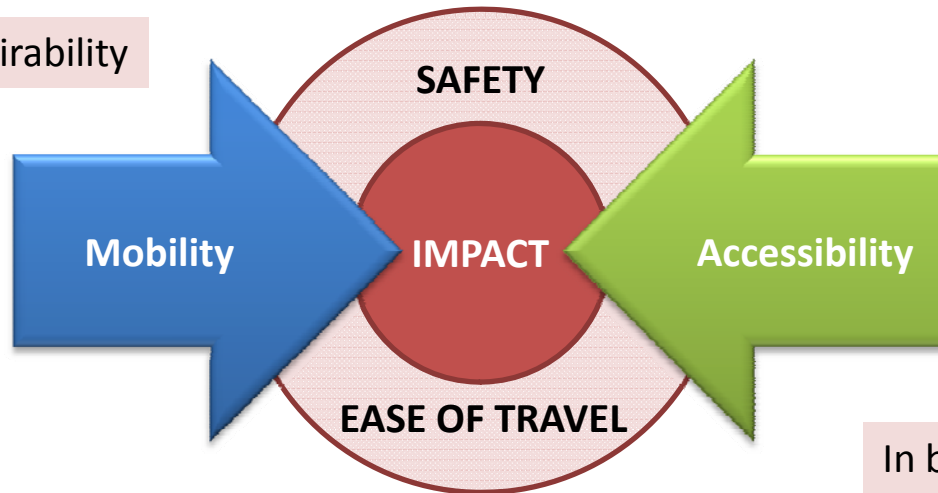 irability
SAFETY
Mobility
IMPACT
Accessibility
EASE OF TRAVEL
In b